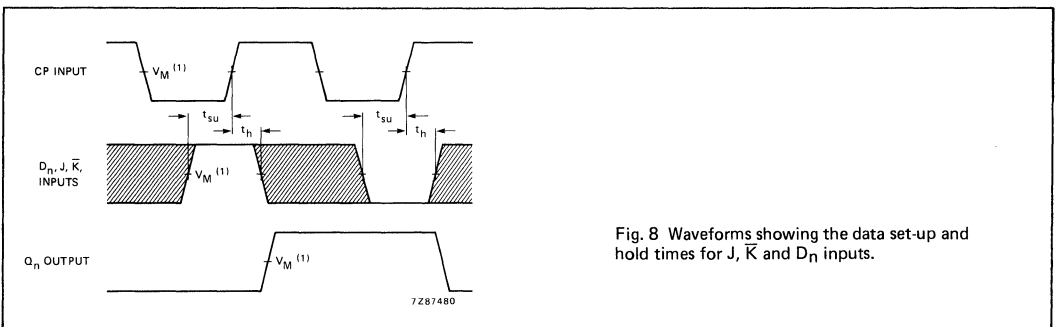 CP INPUT
V_M (1)
t_su
t_su
t_h
t_h
D_n, J, K̅,
INPUTS
V_M (1)
Q_n OUTPUT
V_M (1)
7Z87480
Fig. 8 Waveforms showing the data set-up and
hold times for J, K̅ and D_n inputs.